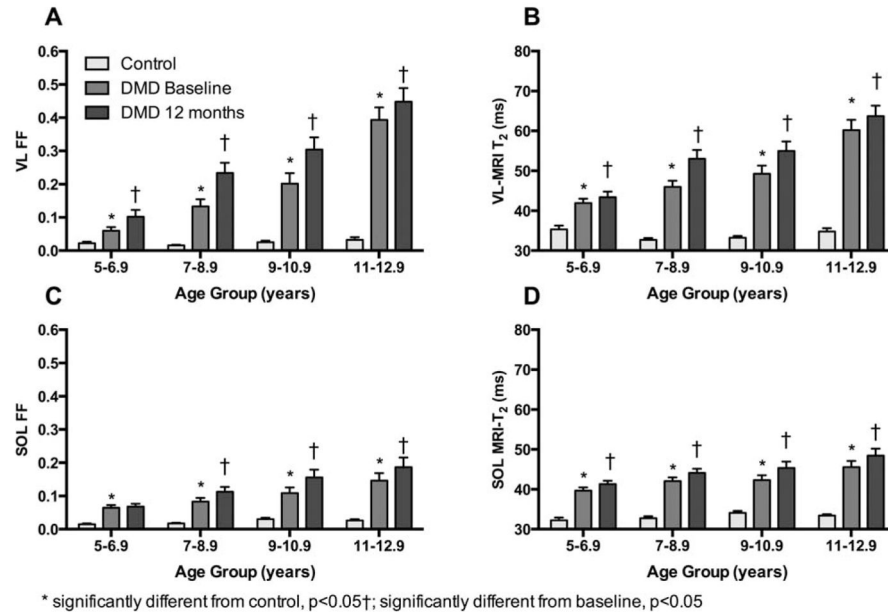 A
0.6
0.5
0.4
0.3
0.2
0.1
0.0
VL FF
Control
DMD Baseline
DMD 12 months
* † * † * † * †
5-6.9 7-8.9 9-10.9 11-12.9
Age Group (years)
B
80
70
60
50
40
30
VL-MRI T₂ (ms)
* † * † * † * †
5-6.9 7-8.9 9-10.9 11-12.9
Age Group (years)
C
0.6
0.5
0.4
0.3
0.2
0.1
0.0
SOL FF
* * † * † * †
5-6.9 7-8.9 9-10.9 11-12.9
Age Group (years)
D
80
70
60
50
40
30
SOL MRI-T₂ (ms)
* † * † * † * †
5-6.9 7-8.9 9-10.9 11-12.9
Age Group (years)
* significantly different from control, p<0.05†; significantly different from baseline, p<0.05